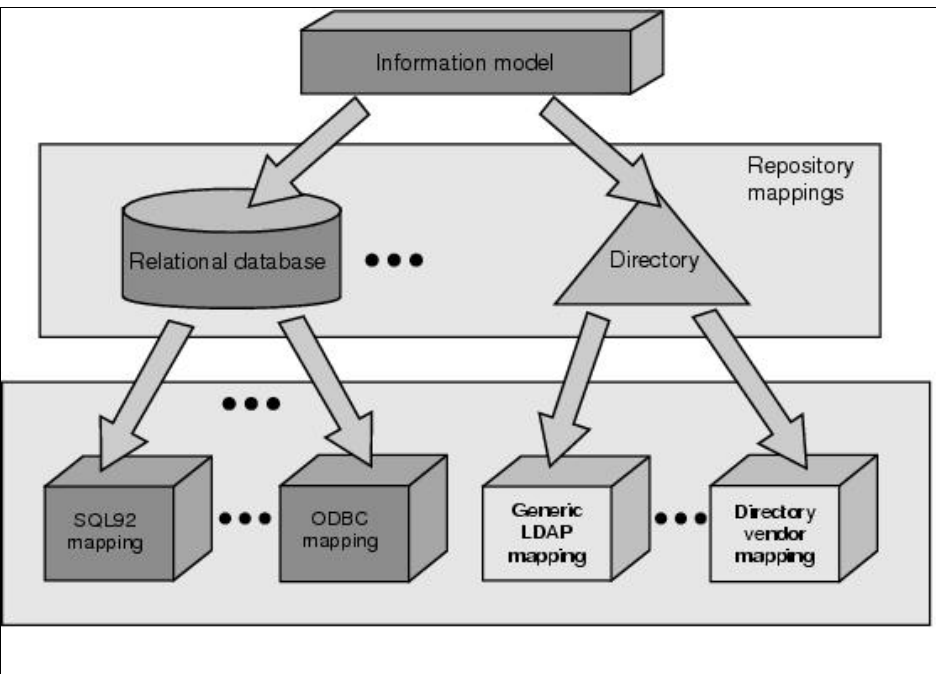 Information model
Repository
mappings
Relational database
Directory
SQL92
mapping
ODBC
mapping
Generic
LDAP
mapping
Directory
vendor
mapping